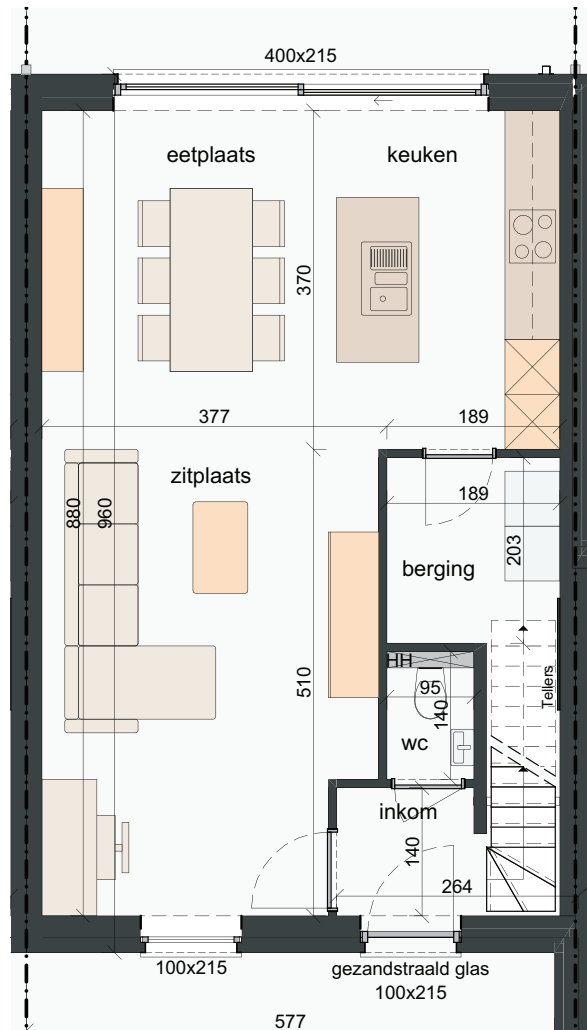 400x215
eetplaats
keuken
370
377
189
zitplaats
189
880
960
203
berging
510
HH
95
140
Tellers
wc
inkom
140
264
100x215
gezandstraald glas
100x215
577